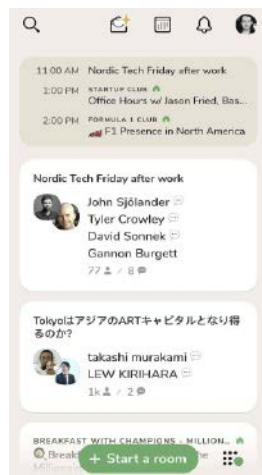 11:00 AM Nordic Tech Friday after work
1:00 PM STARTUP CLUB
Office Hours w/ Jason Fried, Bas...
2:00 PM FORMULA 1 CLUB
🏎 F1 Presence in North America
Nordic Tech Friday after work
John Sjölander
Tyler Crowley
David Sonnek
Gannon Burgett
77 / 8
TokyoはアジアのARTキャピタルとなり得
るのか?
takashi murakami
LEW KIRIHARA
1k / 2
BREAKFAST WITH CHAMPIONS - MILLION...
+ Start a room